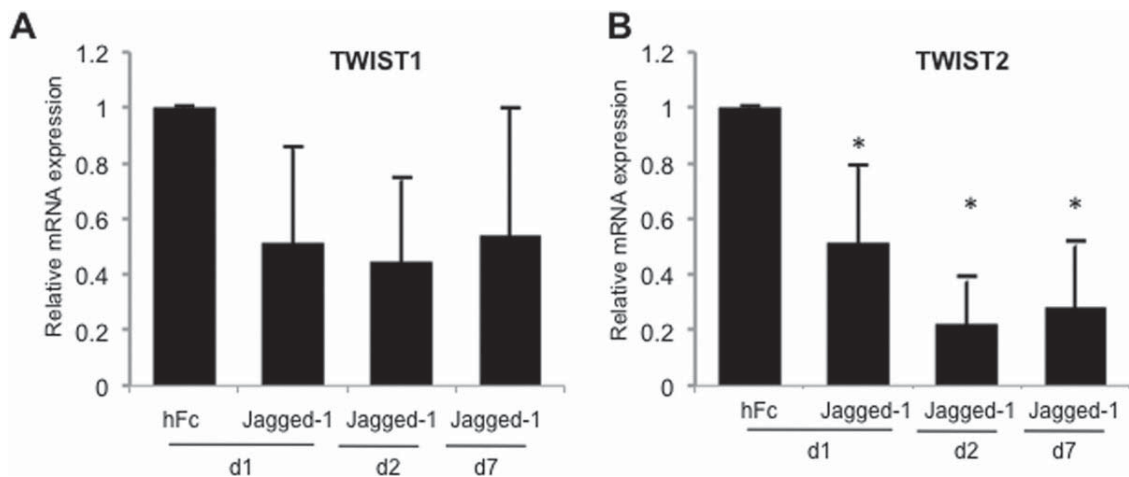 A
TWIST1
Relative mRNA expression
1.2
1
0.8
0.6
0.4
0.2
0
hFc Jagged-1 Jagged-1 Jagged-1
d1 d2 d7
B
TWIST2
Relative mRNA expression
1.2
1
0.8
0.6
0.4
0.2
0
*
*
*
hFc Jagged-1 Jagged-1 Jagged-1
d1 d2 d7